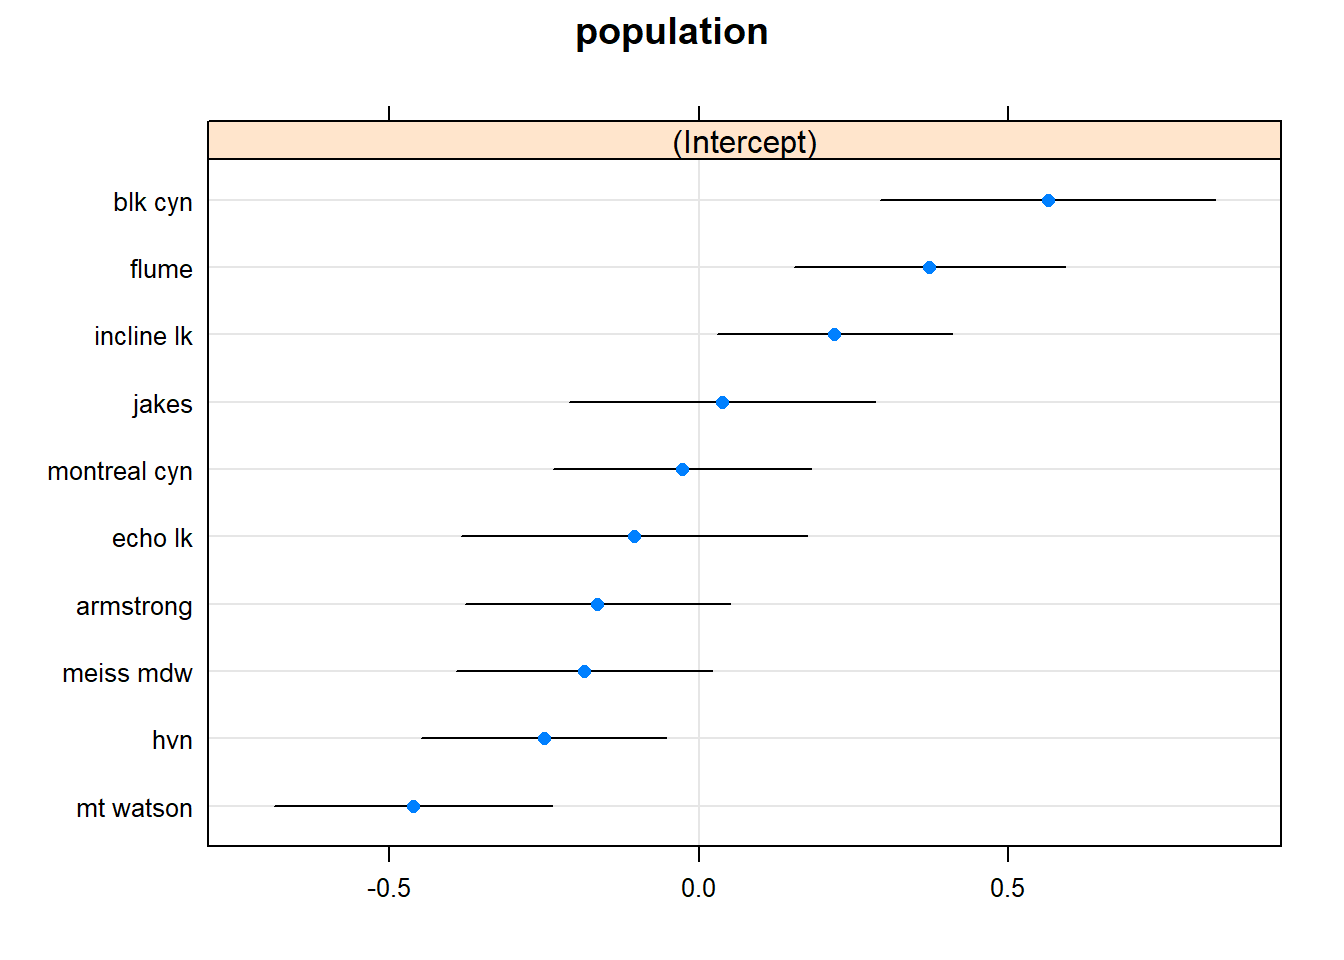 population
(Intercept)
blk cyn
flume
incline lk
jakes
montreal cyn
echo lk
armstrong
meiss mdw
hvn
mt watson
-0.5 0.0 0.5